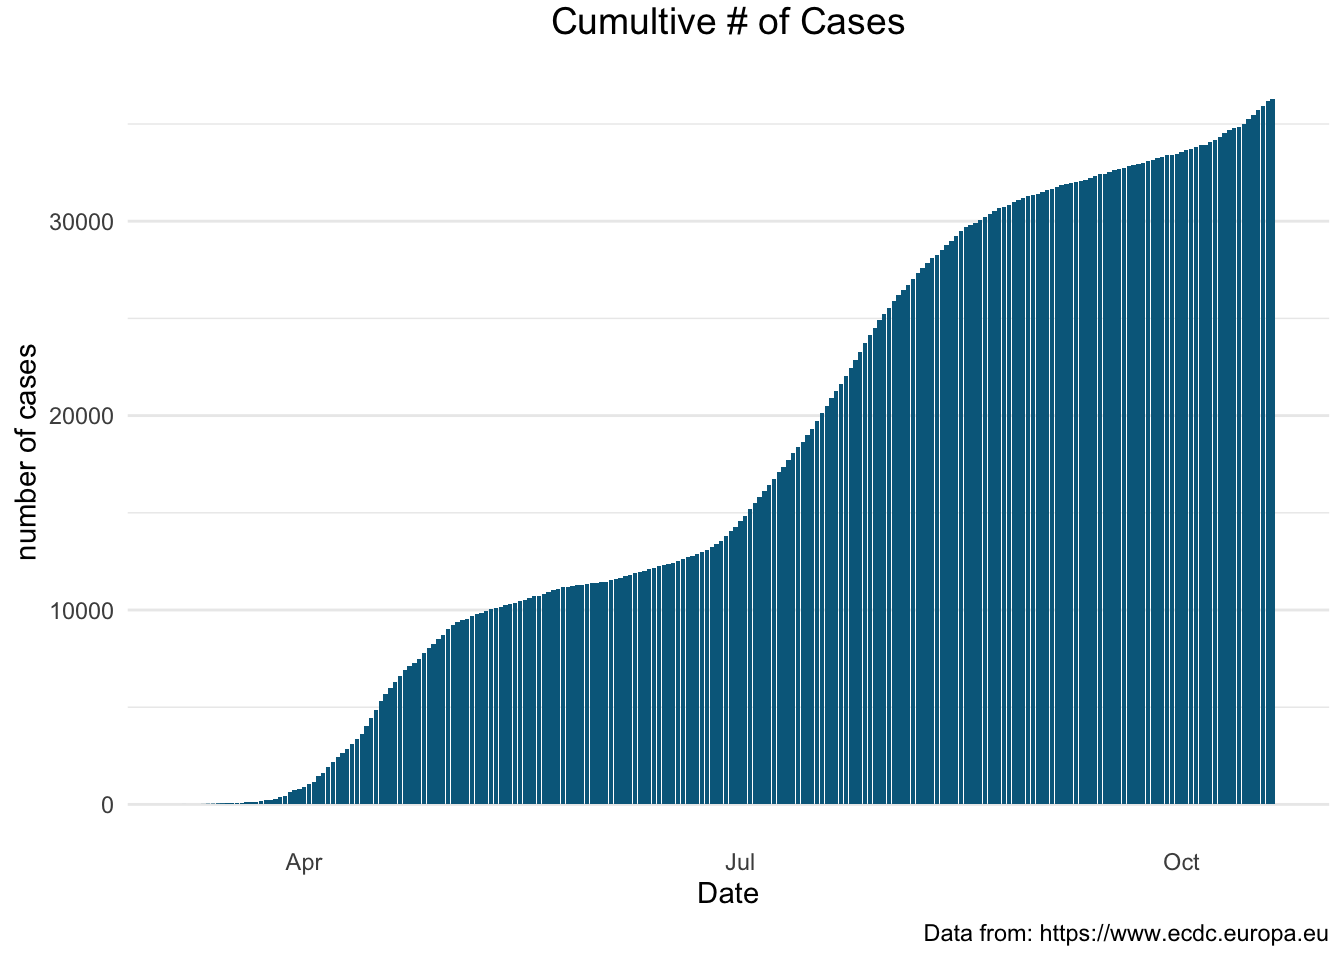 Cumultive # of Cases
number of cases
30000
20000
10000
0
Apr Jul Oct
Date
Data from: https://www.ecdc.europa.eu